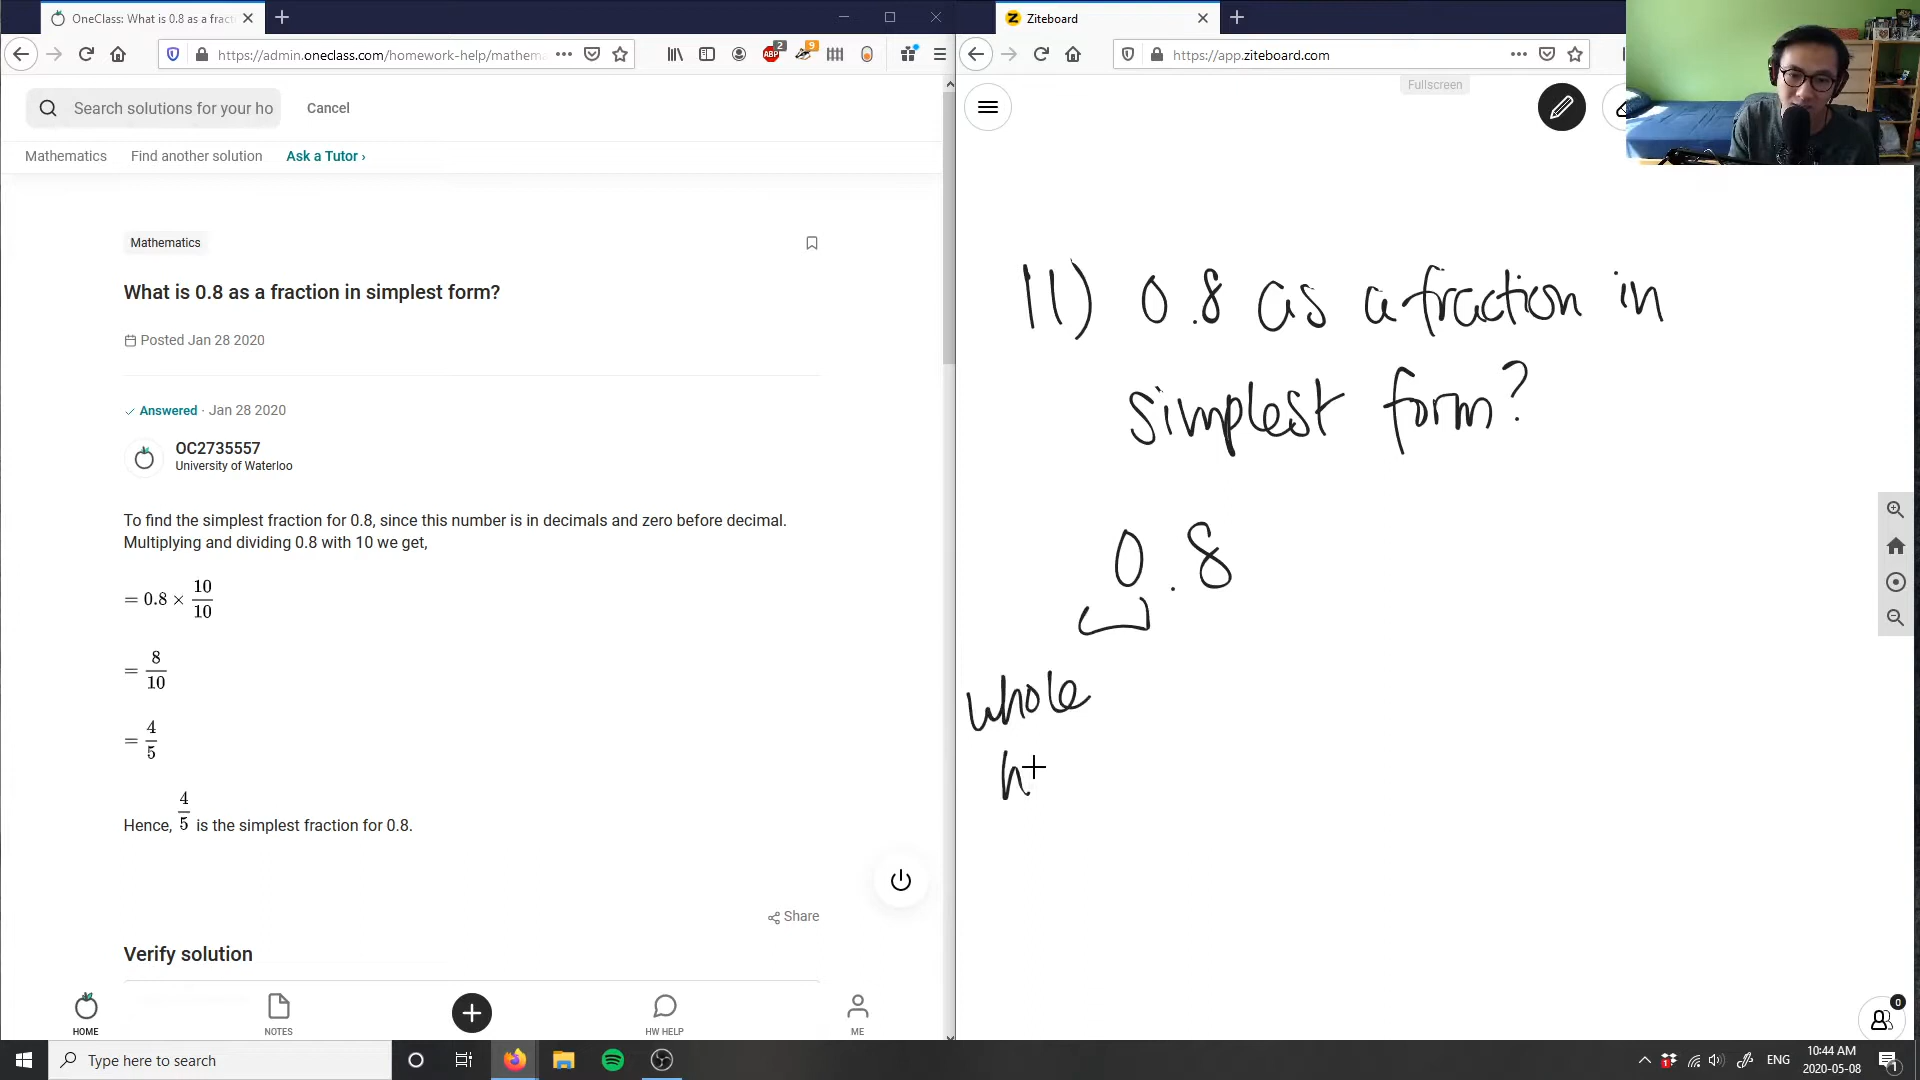 OneClass: What is 0.8 as a fract
https://admin.oneclass.com/homework-help/mathema
ABP
2
9
Search solutions for your ho
Cancel
Mathematics
Find another solution
Ask a Tutor ›
Mathematics
What is 0.8 as a fraction in simplest form?
Posted Jan 28 2020
Answered · Jan 28 2020
OC2735557
University of Waterloo
To find the simplest fraction for 0.8, since this number is in decimals and zero before decimal.
Multiplying and dividing 0.8 with 10 we get,
= 0.8 × 10/10
= 8/10
= 4/5
Hence, 4/5 is the simplest fraction for 0.8.
Share
Verify solution
HOME
NOTES
HW HELP
ME
Ziteboard
https://app.ziteboard.com
Fullscreen
11) 0.8 as a fraction in
simplest form?
0.8
whole
0
Type here to search
ENG
10:44 AM
2020-05-08
1